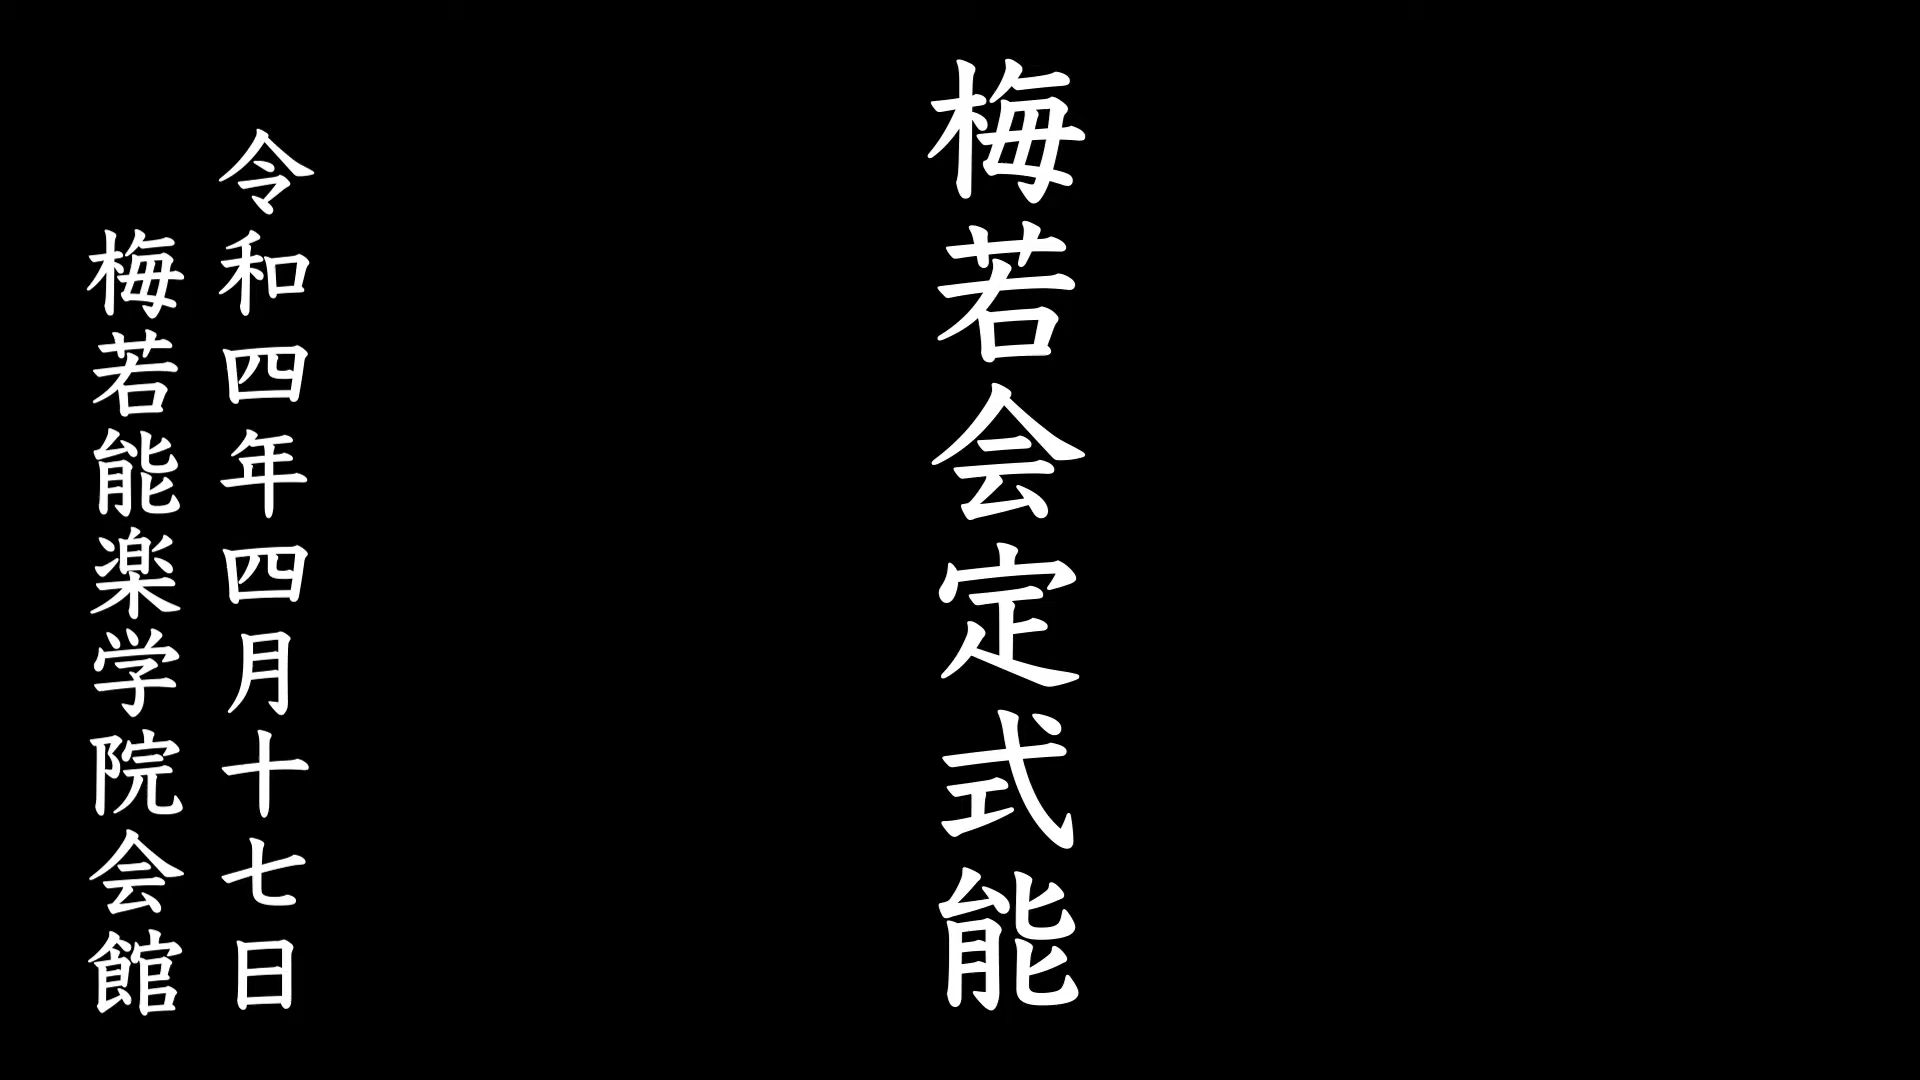 梅若会定式能
令和四年四月十七日
梅若能楽学院会館